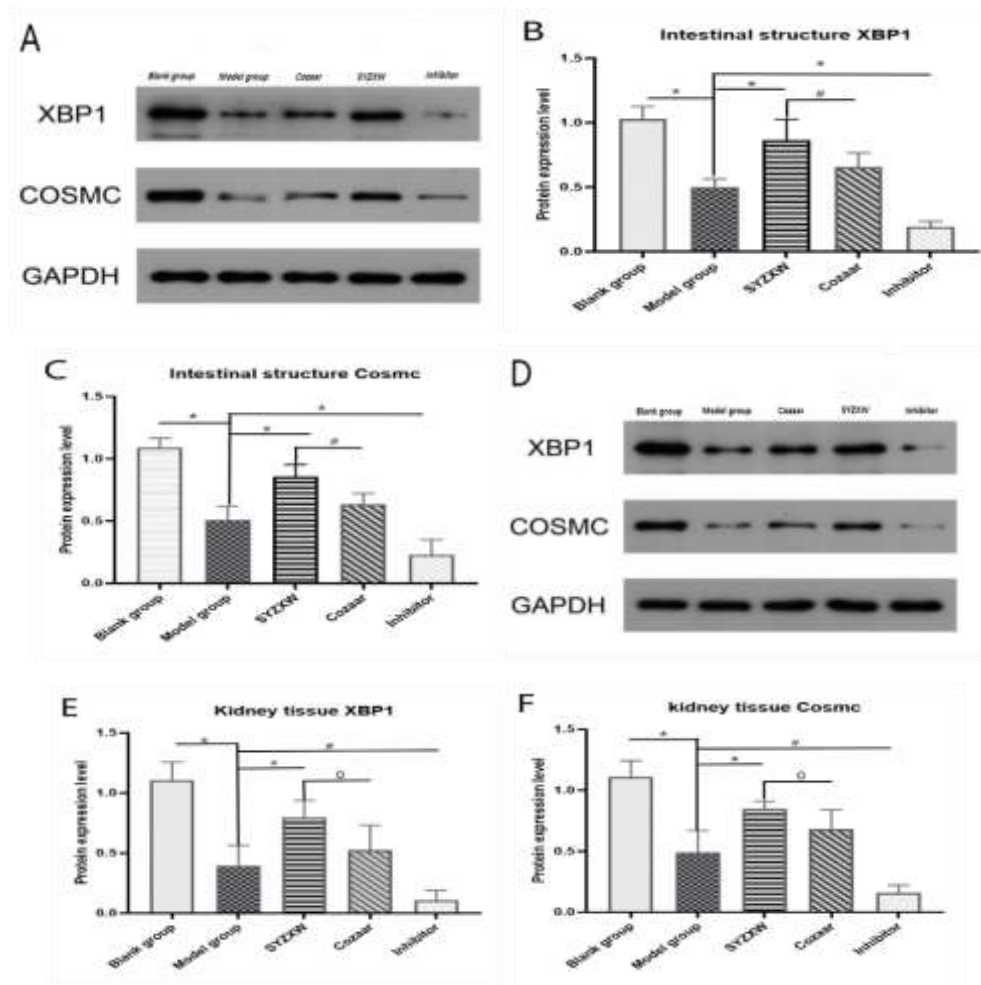 A
Blank group Model group Cozaar SYZXW Inhibitor
XBP1
COSMC
GAPDH
B
Intestinal structure XBP1
Protein expression level
1.5
1.0
0.5
0.0
* * * #
Blank group Model group SYZXW Cozaar Inhibitor
C
Intestinal structure Cosmc
Protein expression level
1.5
1.0
0.5
0.0
* * * #
Blank group Model group SYZXW Cozaar Inhibitor
D
Blank group Model group Cozaar SYZXW Inhibitor
XBP1
COSMC
GAPDH
E
Kidney tissue XBP1
Protein expression level
1.5
1.0
0.5
0.0
* # * O
Blank group Model group SYZXW Cozaar Inhibitor
F
kidney tissue Cosmc
Protein expression level
1.5
1.0
0.5
0.0
* # * O
Blank group Model group SYZXW Cozaar Inhibitor